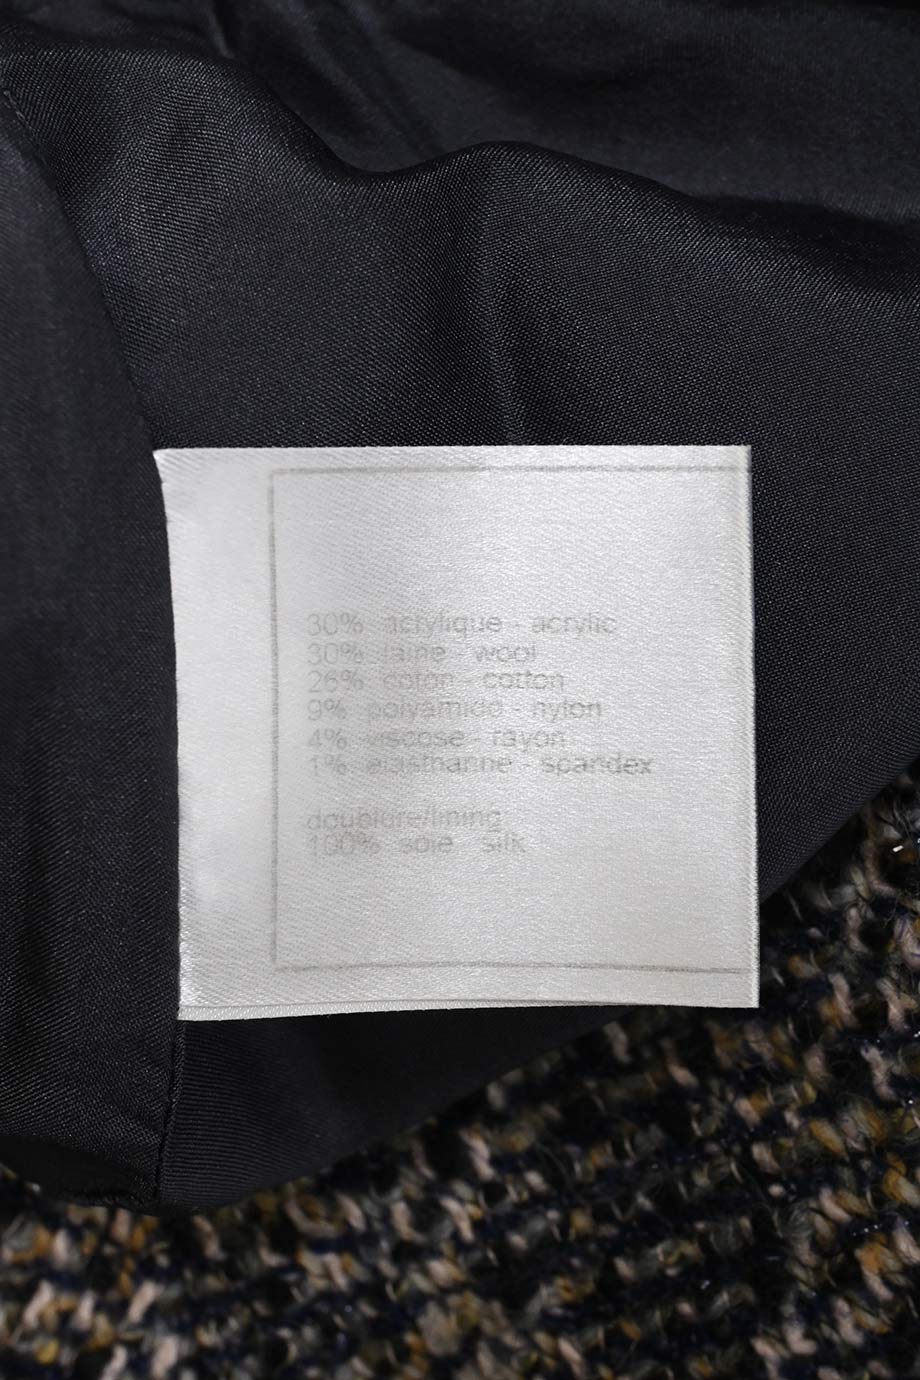 30% acrylique - acrylic
30% laine - wool
26% coton - cotton
9% polyamide - nylon
4% viscose - rayon
1% elasthanne - spandex
doublure/lining
100% soie - silk